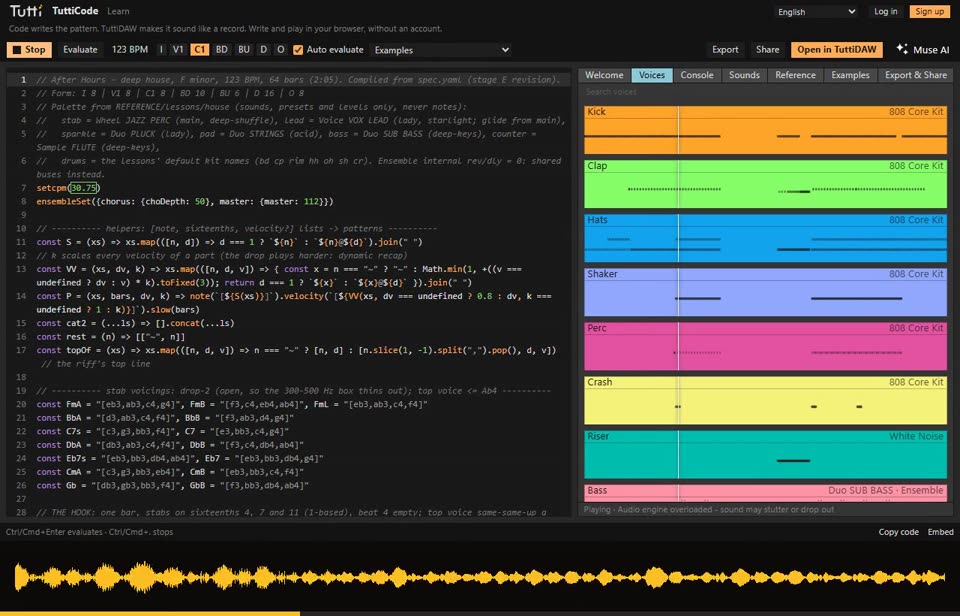 Tutti TuttiCode Learn English Log in Sign up
Code writes the pattern. TuttiDAW makes it sound like a record. Write and play in your browser, without an account.
Stop Evaluate 123 BPM I V1 C1 BD BU D O Auto evaluate Examples Export Share Open in TuttiDAW Muse AI
1 // After Hours — deep house, F minor, 123 BPM, 64 bars (2:05). Compiled from spec.yaml (stage E revision).
2 // Form: I 8 | V1 8 | C1 8 | BD 10 | BU 6 | D 16 | O 8
3 // Palette from REFERENCE/lessons/house (sounds, presets and levels only, never notes):
4 //   stab = Wheel JAZZ PERC (main, deep-shuffle), lead = Voice VOX LEAD (lady, starlight; glide from main),
5 //   sparkle = Duo PLUCK (lady), pad = Duo STRINGS (acid), bass = Duo SUB BASS (deep-keys), counter =
Sample FLUTE (deep-keys),
6 //   drums = the lessons' default kit names (bd cp rim hh oh sh cr). Ensemble internal rev/dly = 0: shared
buses instead.
7 setcpm(30.75)
8 ensembleSet({chorus: {choDepth: 50}, master: {master: 112}})
9
10 // ---------- helpers: [note, sixteenths, velocity?] lists -> patterns ----------
11 const S = (xs) => xs.map(([n, d]) => d === 1 ? `${n}` : `${n}@${d}`).join(" ")
12 // k scales every velocity of a part (the drop plays harder: dynamic recap)
13 const VV = (xs, dv, k) => xs.map(([n, d, v]) => { const x = n === "~" ? "~" : Math.min(1, +((v ===
undefined ? dv : v) * k).toFixed(3)); return d === 1 ? `${x}` : `${x}@${d}` }).join(" ")
14 const P = (xs, bars, dv, k) => note(`[${S(xs)}]`).velocity(`[${VV(xs, dv === undefined ? 0.8 : dv, k ===
undefined ? 1 : k)}]`).slow(bars)
15 const cat2 = (...ls) => [].concat(...ls)
16 const rest = (n) => [["~", n]]
17 const topOf = (xs) => xs.map(([n, d, v]) => n === "~" ? [n, d] : [n.slice(1, -1).split(",").pop(), d, v])
// the riff's top line
18
19 // ---------- stab voicings: drop-2 (open, so the 300-500 Hz box thins out); top voice <= Ab4 ----------
20 const FmA = "[eb3,ab3,c4,g4]", FmB = "[f3,c4,eb4,ab4]", FmL = "[eb3,ab3,c4,f4]"
21 const BbA = "[d3,ab3,c4,f4]", BbB = "[f3,ab3,d4,g4]"
22 const C7s = "[c3,g3,bb3,f4]", C7 = "[e3,bb3,c4,g4]"
23 const DbA = "[db3,ab3,c4,f4]", DbB = "[f3,c4,db4,ab4]"
24 const Eb7s = "[eb3,bb3,db4,ab4]", Eb7 = "[eb3,bb3,db4,g4]"
25 const CmA = "[c3,g3,bb3,eb4]", CmB = "[eb3,bb3,c4,f4]"
26 const Gb = "[db3,gb3,bb3,f4]", GbB = "[f3,bb3,db4,ab4]"
27
28 // THE HOOK: one bar, stabs on sixteenths 4, 7 and 11 (1-based), beat 4 empty; top voice same-same-up a
Welcome Voices Console Sounds Reference Examples Export & Share
Search voices
Kick 808 Core Kit
Clap 808 Core Kit
Hats 808 Core Kit
Shaker 808 Core Kit
Perc 808 Core Kit
Crash 808 Core Kit
Riser White Noise
Bass Duo SUB BASS · Ensemble
Playing · Audio engine overloaded – sound may stutter or drop out
Ctrl/Cmd+Enter evaluates · Ctrl/Cmd+. stops Copy code Embed